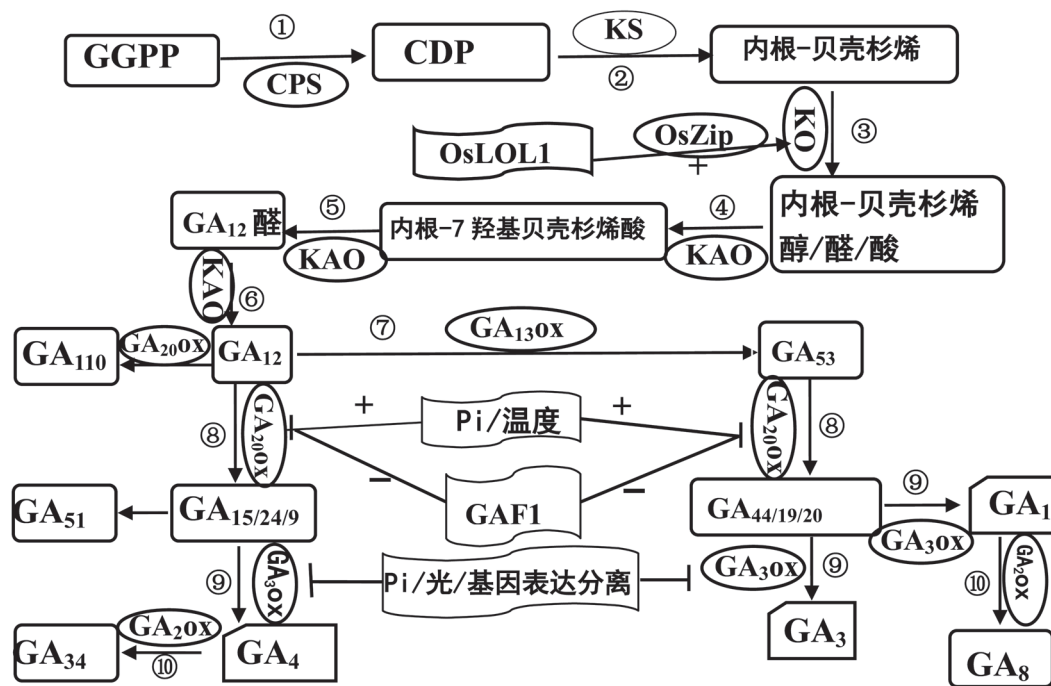 ①
GGPP
CPS
CDP
KS
②
内根-贝壳杉烯
OsLOL1
OsZip
+
KO
③
GA12 醛
⑤
KAO
内根-7 羟基贝壳杉烯酸
④
KAO
内根-贝壳杉烯
醇/醛/酸
KAO
⑥
GA110
GA20ox
GA12
⑦
GA13ox
GA53
⑧
GA20ox
+
Pi/温度
+
GA20ox
⑧
−
GAF1
−
GA51
GA15/24/9
GA44/19/20
⑨
GA3ox
GA1
⑨
GA3ox
Pi/光/基因表达分离
GA3ox
⑨
⑩
GA2ox
GA34
GA2ox
⑩
GA4
GA3
GA8